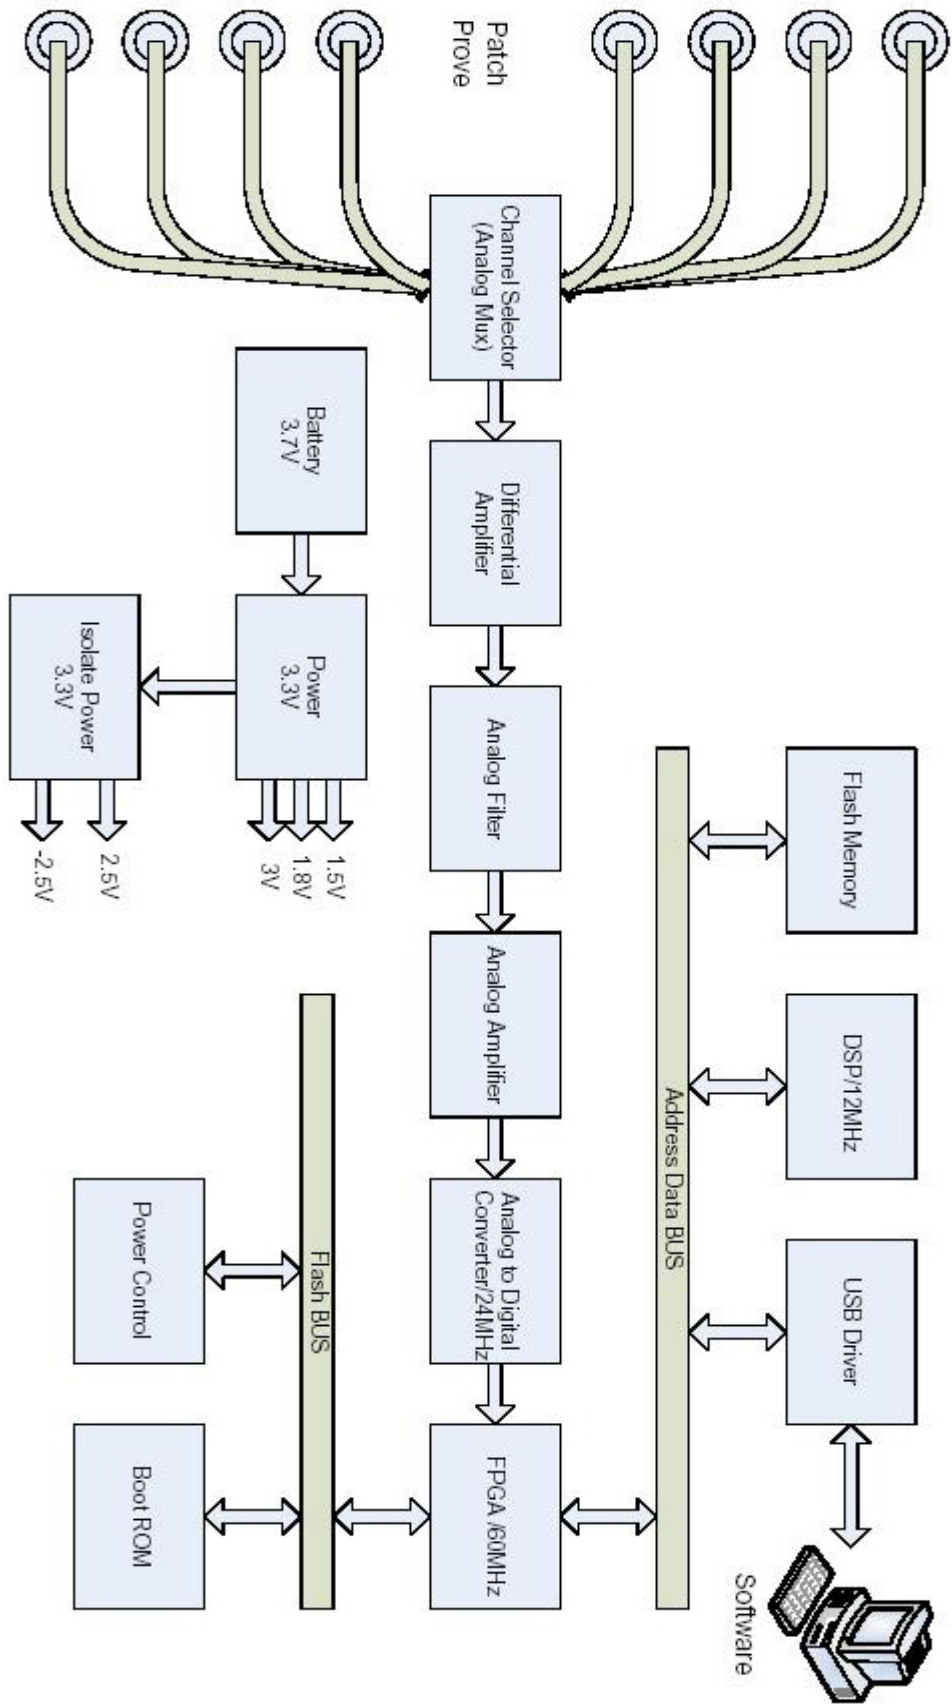 Patch
Prove
Channel Selector
(Analog Mux)
Differential
Amplifier
Analog Filter
Analog Amplifier
Analog to Digital
Converter/24MHz
FPGA /60MHz
Flash Memory
DSP/12MHz
USB Driver
Software
Address Data BUS
Flash BUS
Power Control
Boot ROM
Battery
3.7V
Power
3.3V
1.5V
1.8V
3V
Isolate Power
3.3V
2.5V
-2.5V